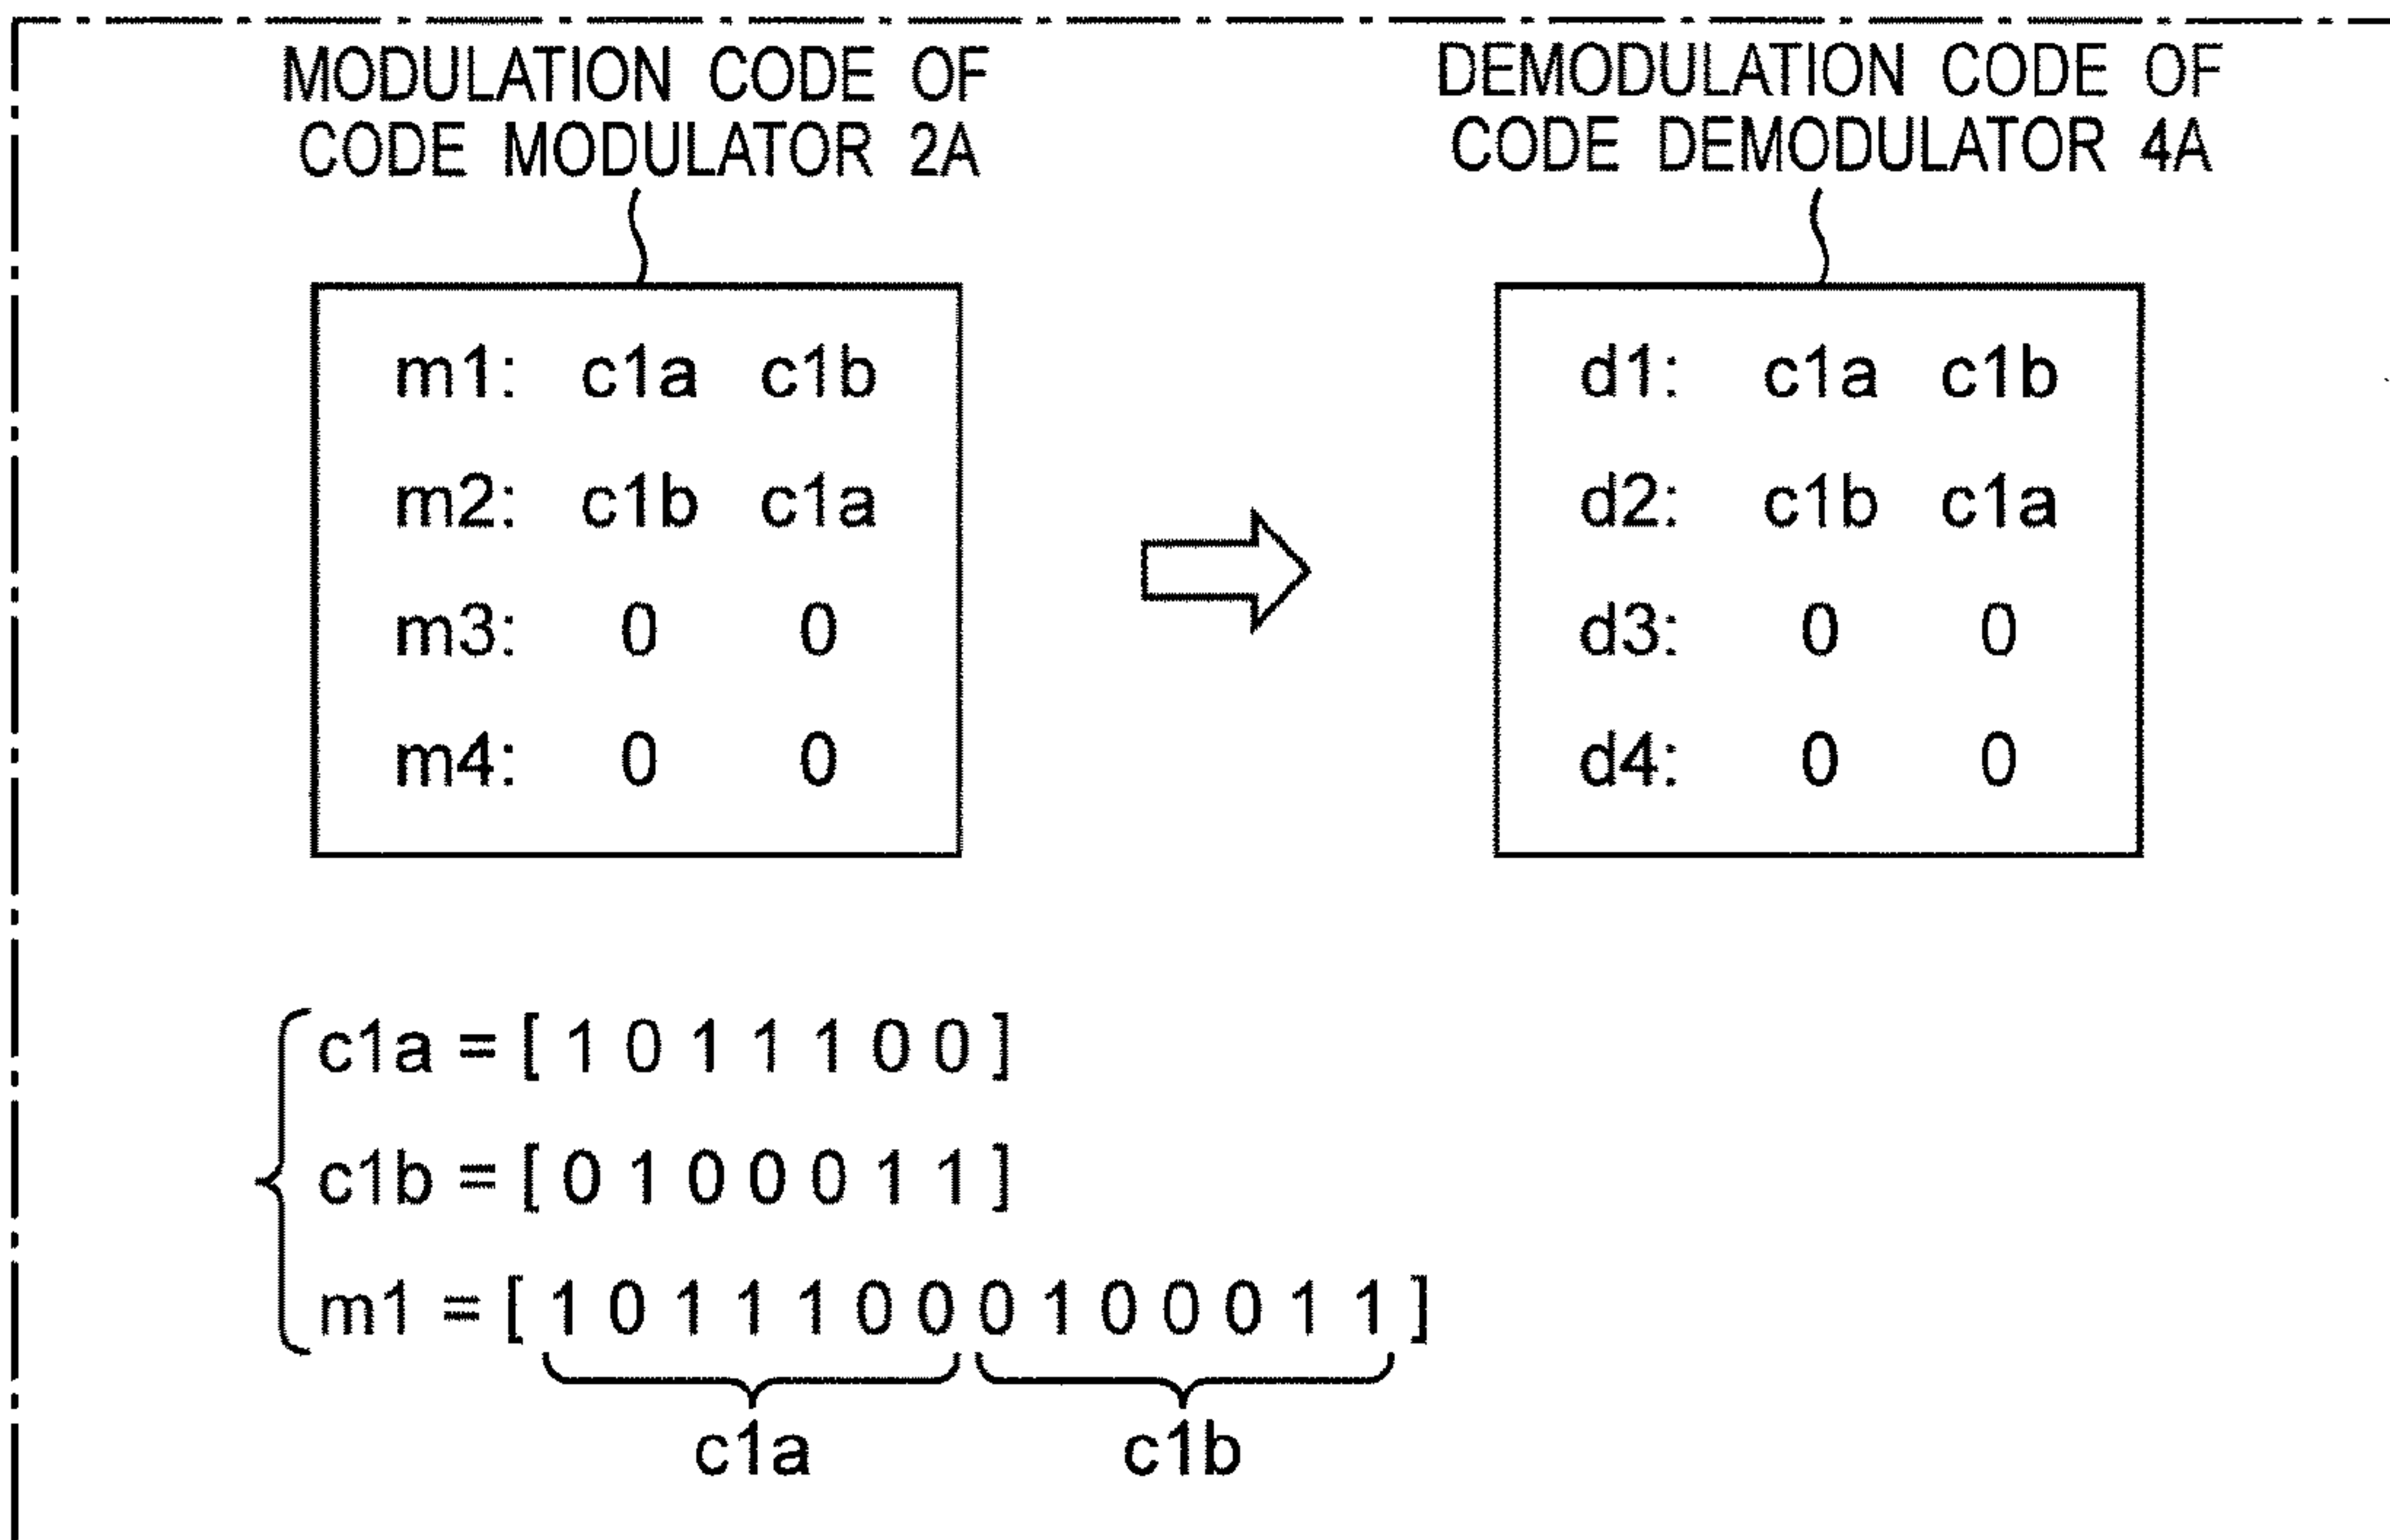 MODULATION CODE OF
CODE MODULATOR 2A
m1: c1a c1b
m2: c1b c1a
m3: 0 0
m4: 0 0
DEMODULATION CODE OF
CODE DEMODULATOR 4A
d1: c1a c1b
d2: c1b c1a
d3: 0 0
d4: 0 0
c1a = [ 1 0 1 1 1 0 0 ]
c1b = [ 0 1 0 0 0 1 1 ]
m1 = [ 1 0 1 1 1 0 0 0 1 0 0 0 1 1 ]
c1a c1b